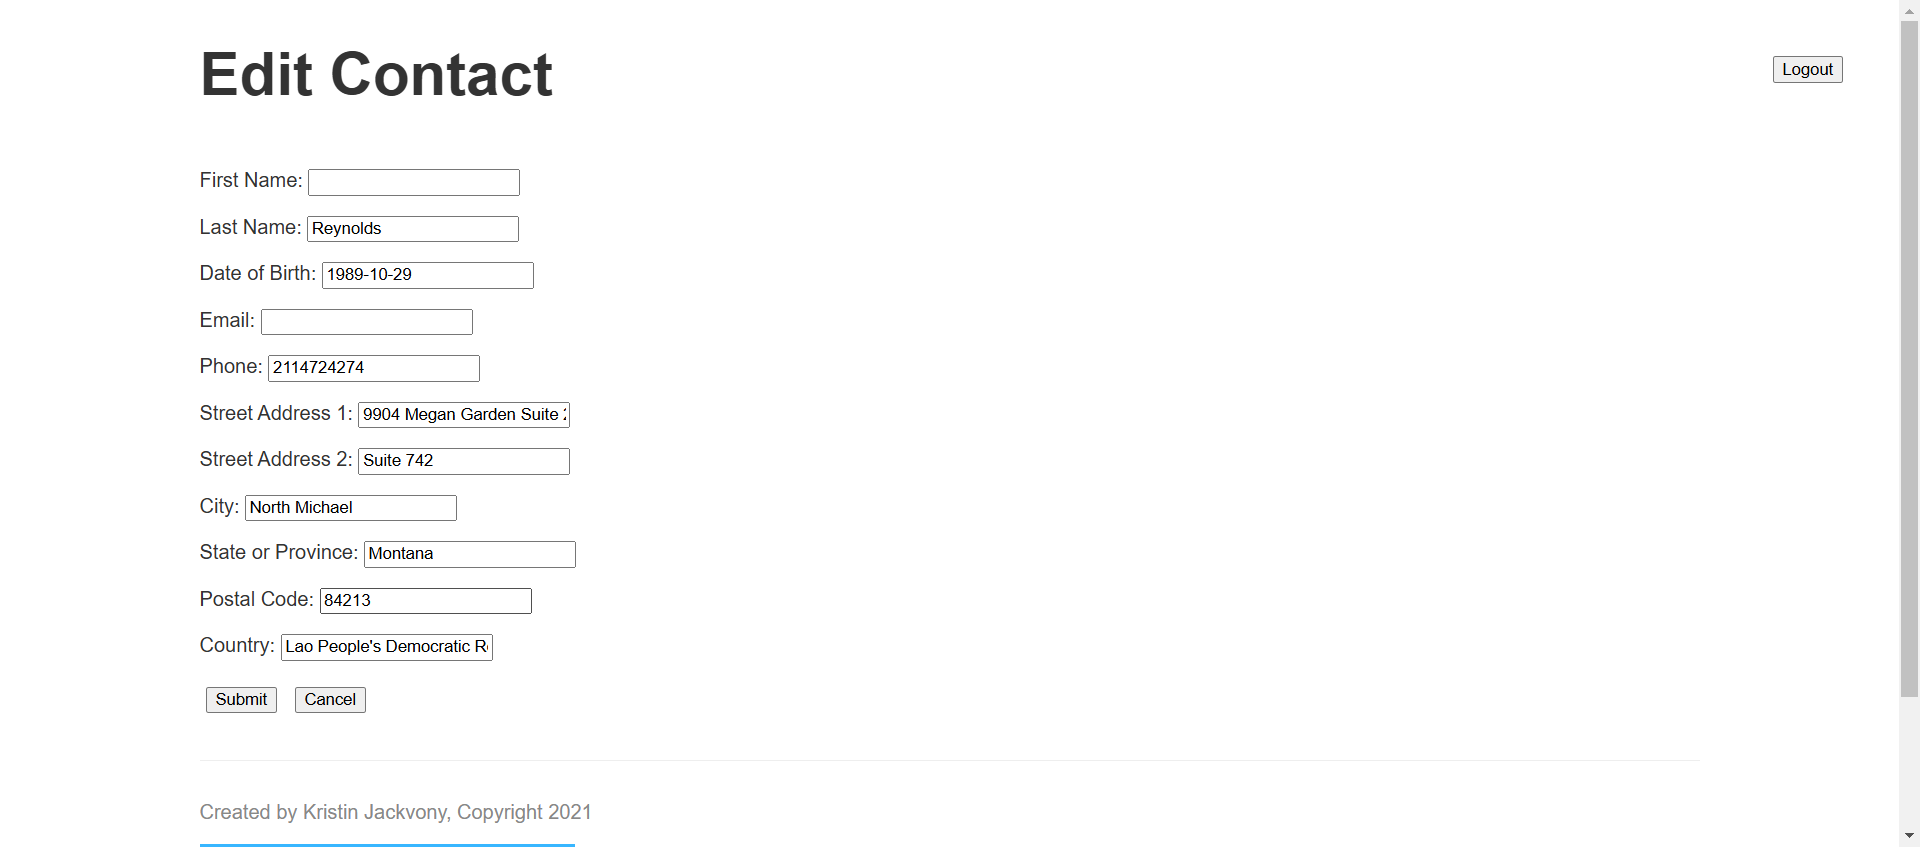 Edit Contact
Logout
First Name:
Last Name: Reynolds
Date of Birth: 1989-10-29
Email:
Phone: 2114724274
Street Address 1: 9904 Megan Garden Suite
Street Address 2: Suite 742
City: North Michael
State or Province: Montana
Postal Code: 84213
Country: Lao People's Democratic
Submit Cancel
Created by Kristin Jackvony, Copyright 2021